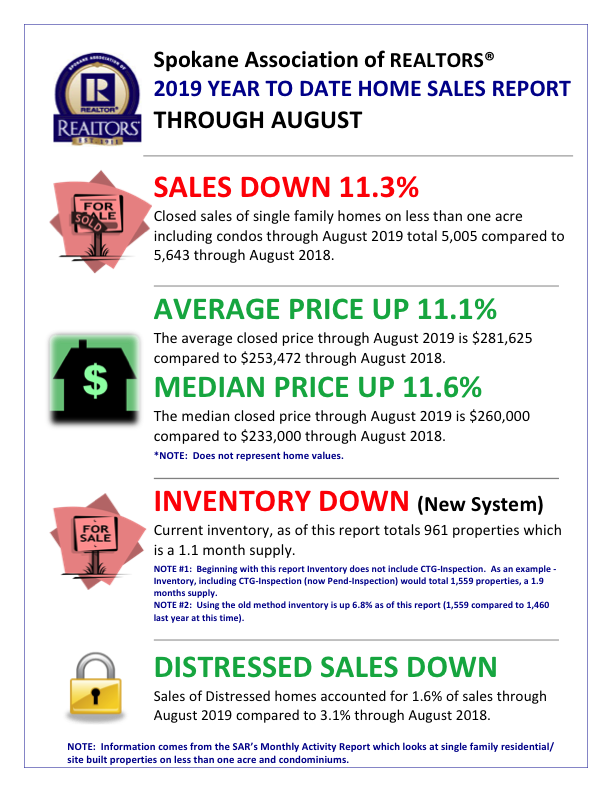 SPOKANE ASSOCIATION OF
R
REALTOR®
REALTORS®
EST. 1911
Spokane Association of REALTORS®
2019 YEAR TO DATE HOME SALES REPORT
THROUGH AUGUST
FOR
SALE
SOLD
SALES DOWN 11.3%
Closed sales of single family homes on less than one acre
including condos through August 2019 total 5,005 compared to
5,643 through August 2018.
AVERAGE PRICE UP 11.1%
The average closed price through August 2019 is $281,625
compared to $253,472 through August 2018.
$
MEDIAN PRICE UP 11.6%
The median closed price through August 2019 is $260,000
compared to $233,000 through August 2018.
*NOTE:  Does not represent home values.
INVENTORY DOWN (New System)
FOR
SALE
Current inventory, as of this report totals 961 properties which
is a 1.1 month supply.
NOTE #1:  Beginning with this report Inventory does not include CTG-Inspection.  As an example -
Inventory, including CTG-Inspection (now Pend-Inspection) would total 1,559 properties, a 1.9
months supply.
NOTE #2:  Using the old method inventory is up 6.8% as of this report (1,559 compared to 1,460
last year at this time).
DISTRESSED SALES DOWN
Sales of Distressed homes accounted for 1.6% of sales through
August 2019 compared to 3.1% through August 2018.
NOTE:  Information comes from the SAR's Monthly Activity Report which looks at single family residential/
site built properties on less than one acre and condominiums.